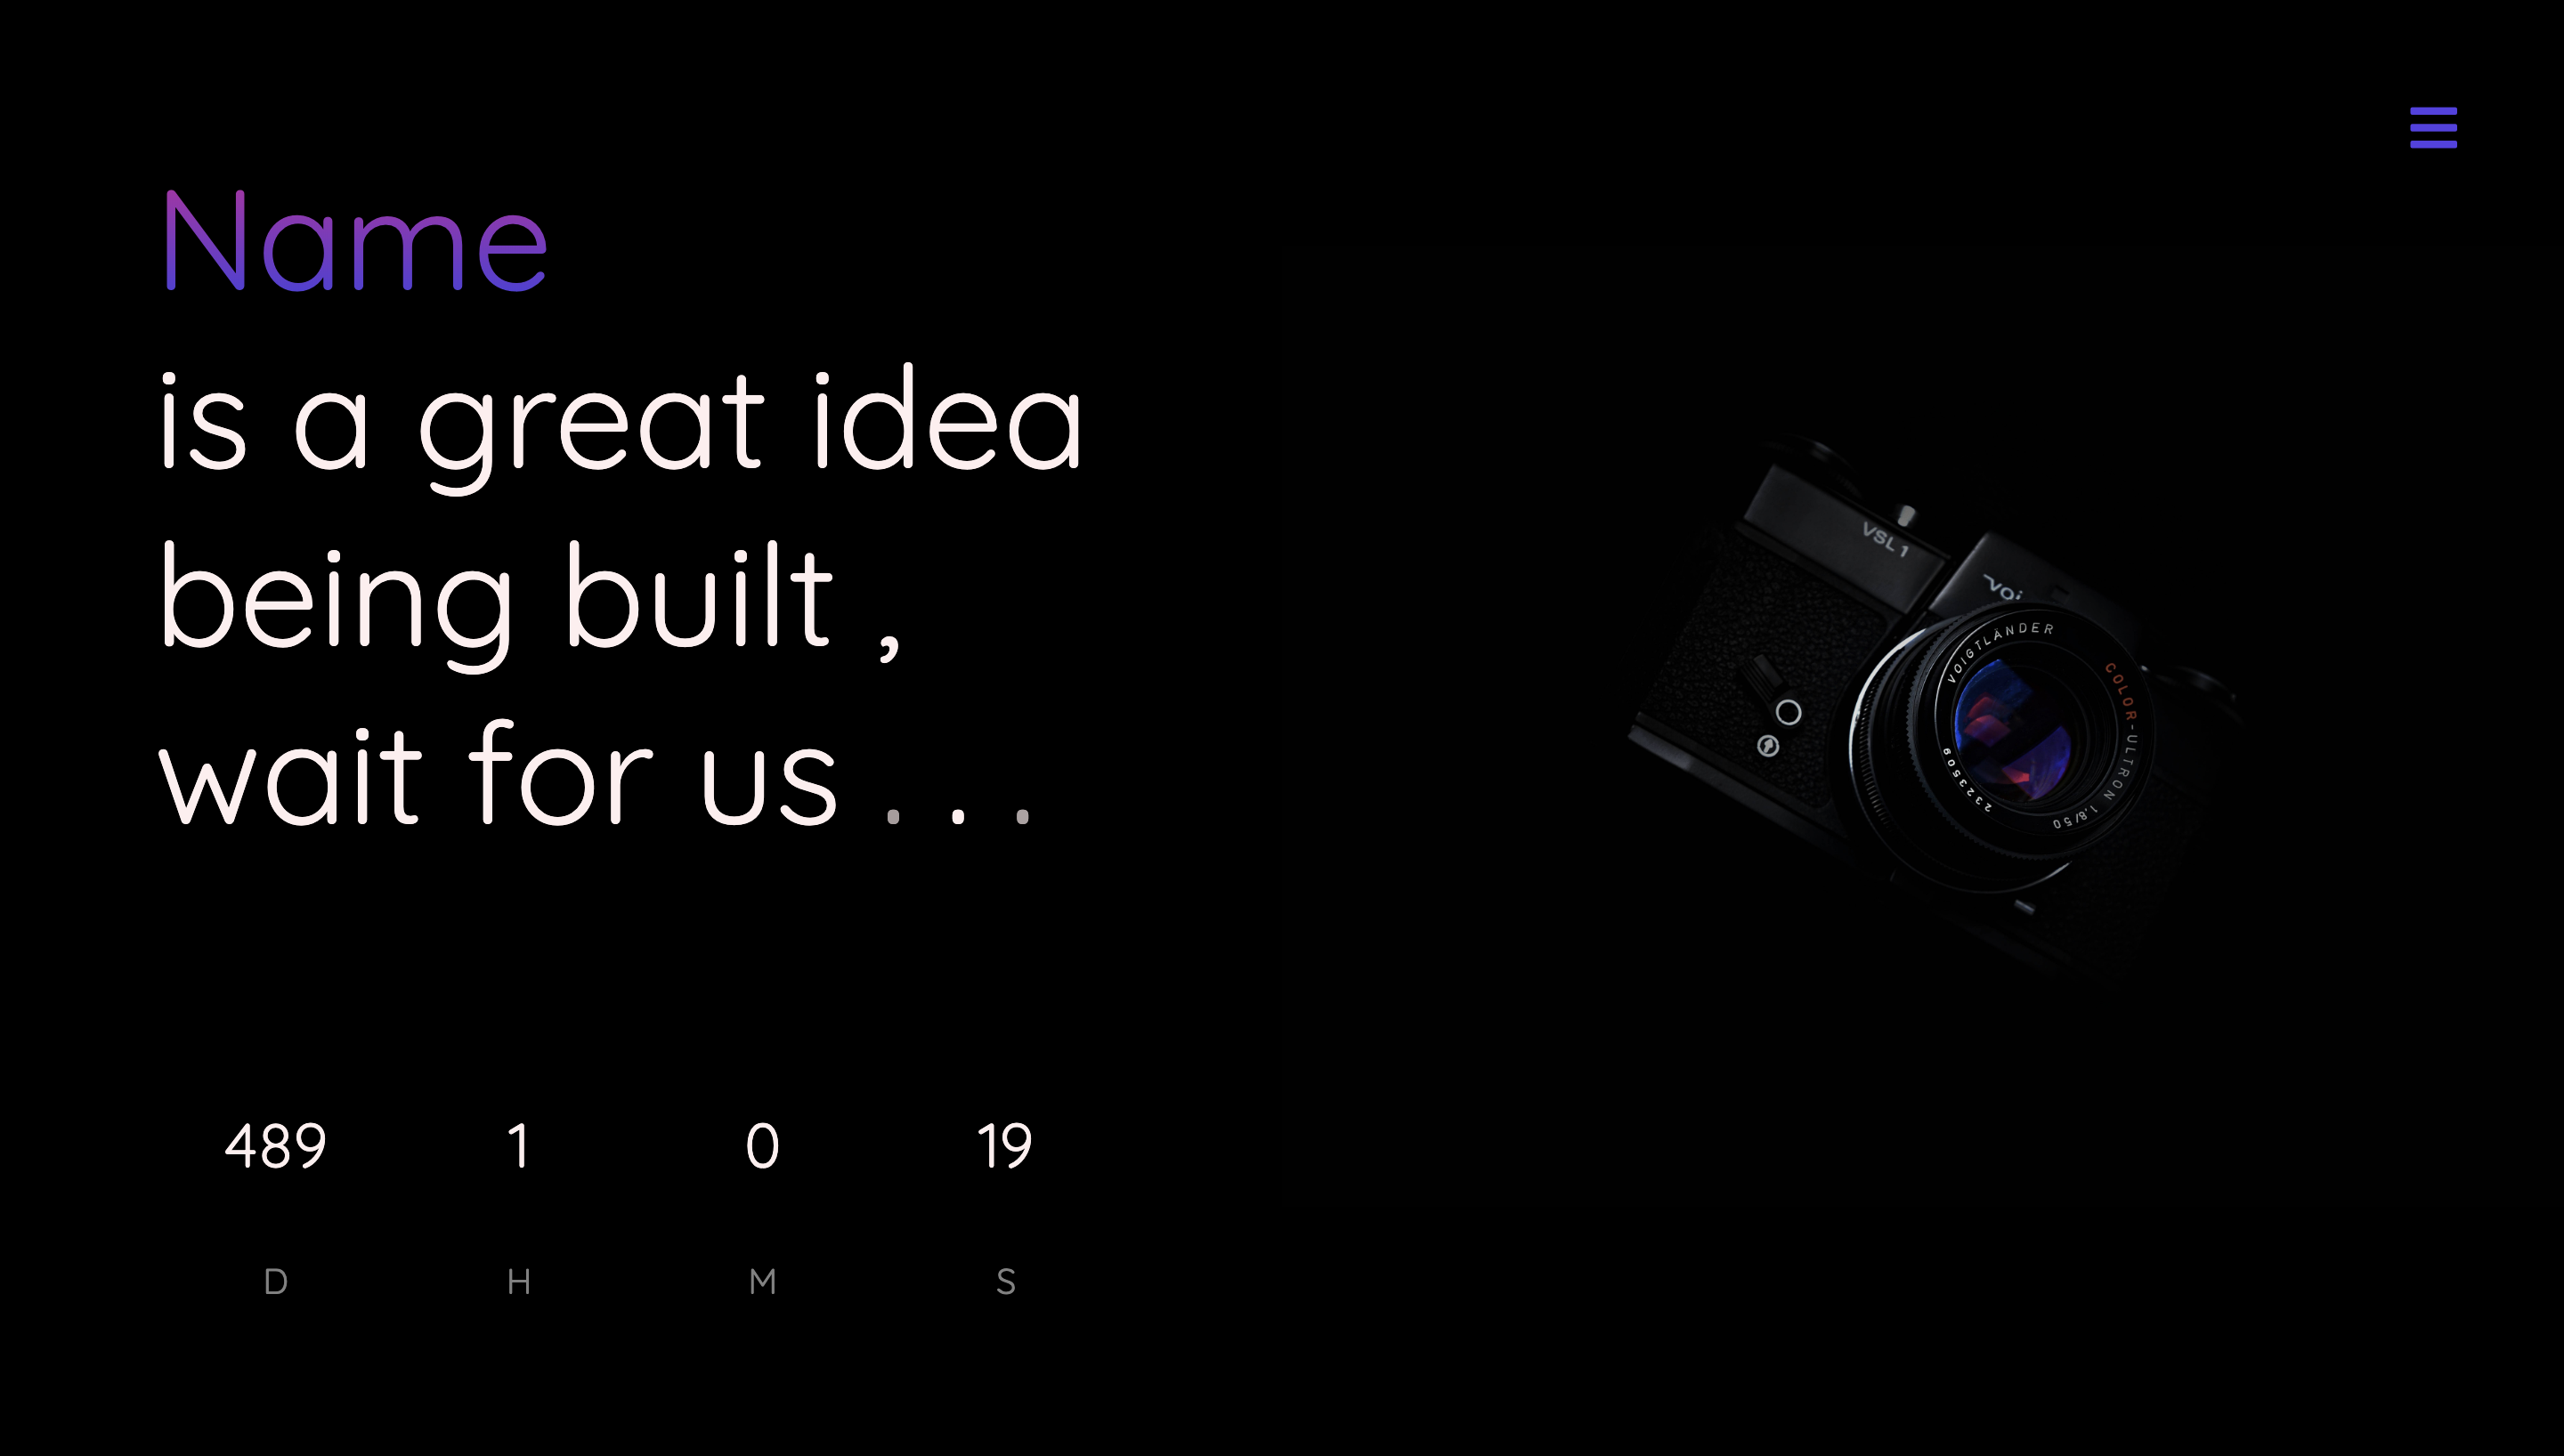 Name
is a great idea
being built ,
wait for us . . .
489 1 0 19
D H M S
VSL 1
VOIGTLÄNDER
COLOR-ULTRON 1,8/50
2323509